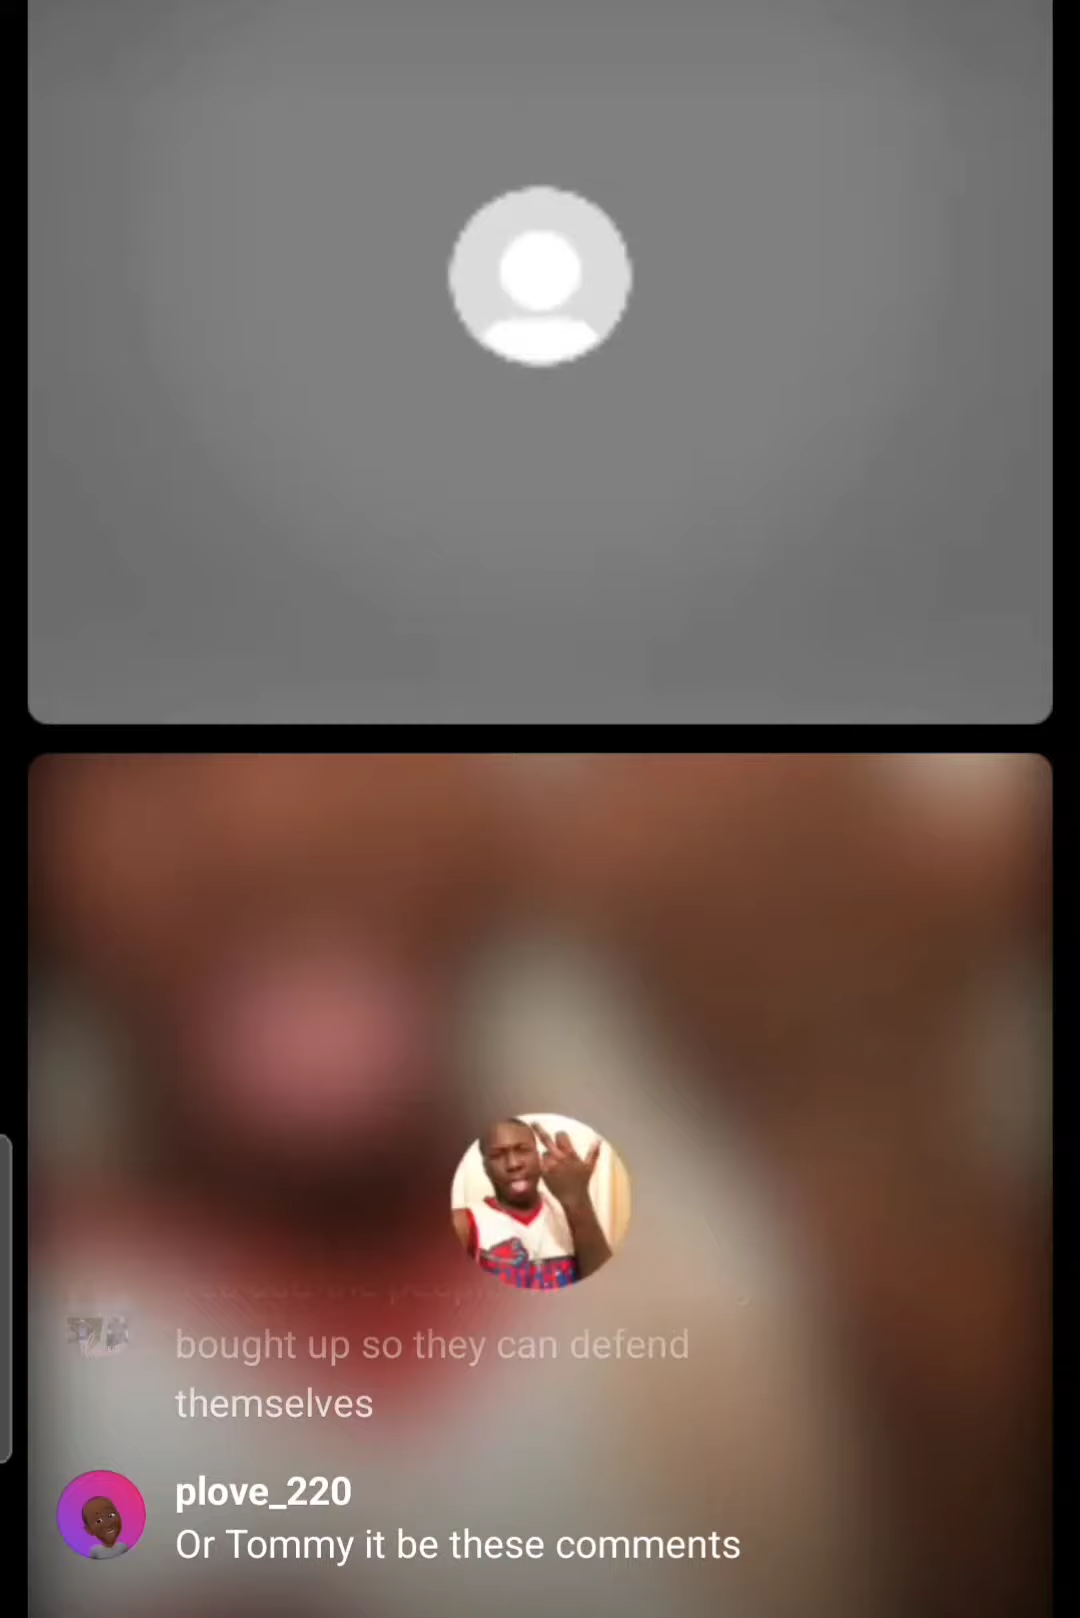 bought up so they can defend
themselves
plove_220
Or Tommy it be these comments